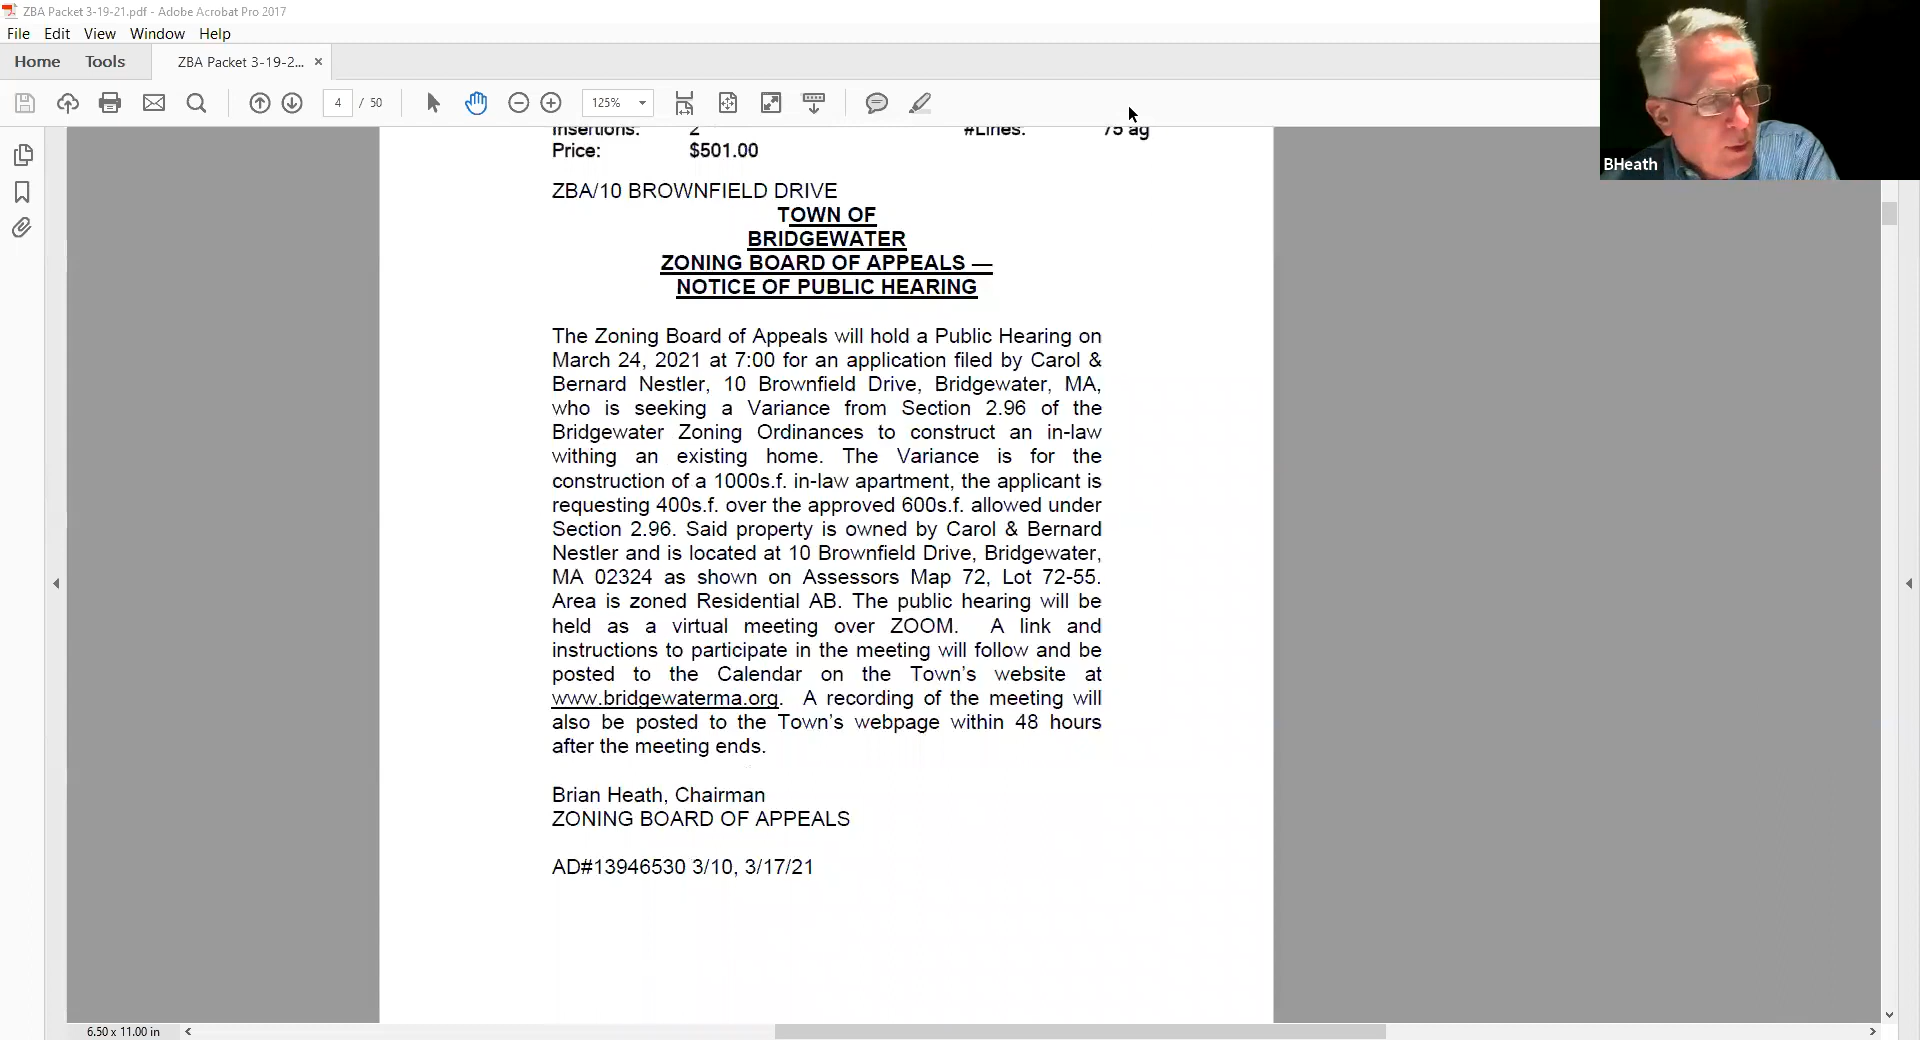 ZBA Packet 3-19-21.pdf - Adobe Acrobat Pro 2017
File Edit View Window Help
Home Tools ZBA Packet 3-19-2... ×
4 / 50 125%
BHeath
Insertions: 2 #Lines: 75 ag
Price: $501.00
ZBA/10 BROWNFIELD DRIVE
TOWN OF
BRIDGEWATER
ZONING BOARD OF APPEALS —
NOTICE OF PUBLIC HEARING
The Zoning Board of Appeals will hold a Public Hearing on
March 24, 2021 at 7:00 for an application filed by Carol &
Bernard Nestler, 10 Brownfield Drive, Bridgewater, MA,
who is seeking a Variance from Section 2.96 of the
Bridgewater Zoning Ordinances to construct an in-law
withing an existing home. The Variance is for the
construction of a 1000s.f. in-law apartment, the applicant is
requesting 400s.f. over the approved 600s.f. allowed under
Section 2.96. Said property is owned by Carol & Bernard
Nestler and is located at 10 Brownfield Drive, Bridgewater,
MA 02324 as shown on Assessors Map 72, Lot 72-55.
Area is zoned Residential AB. The public hearing will be
held as a virtual meeting over ZOOM. A link and
instructions to participate in the meeting will follow and be
posted to the Calendar on the Town's website at
www.bridgewaterma.org. A recording of the meeting will
also be posted to the Town's webpage within 48 hours
after the meeting ends.
Brian Heath, Chairman
ZONING BOARD OF APPEALS
AD#13946530 3/10, 3/17/21
6.50 x 11.00 in